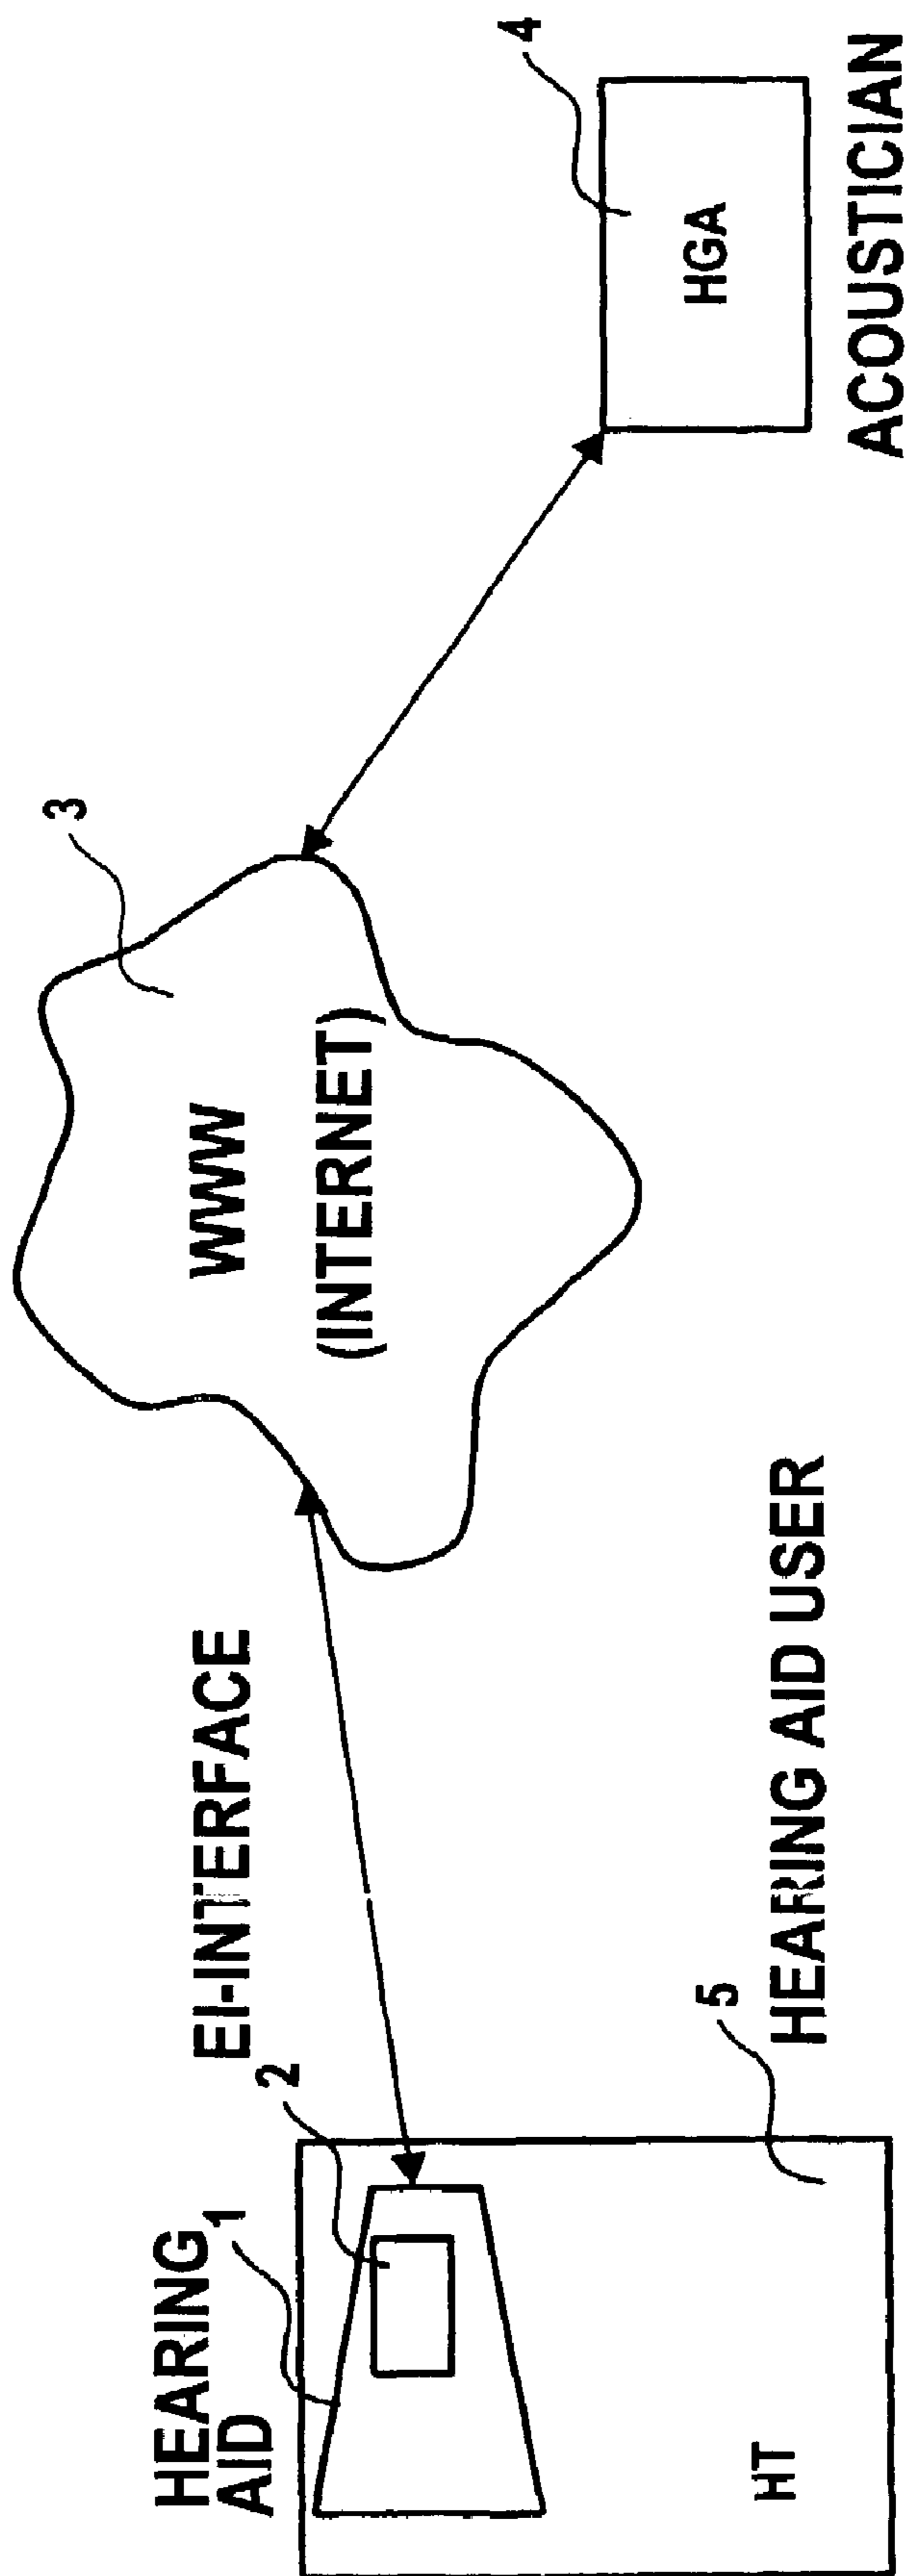 HEARING
AID
1
2
EI-INTERFACE
WWW
(INTERNET)
3
4
HGA
ACOUSTICIAN
HT
5
HEARING AID USER